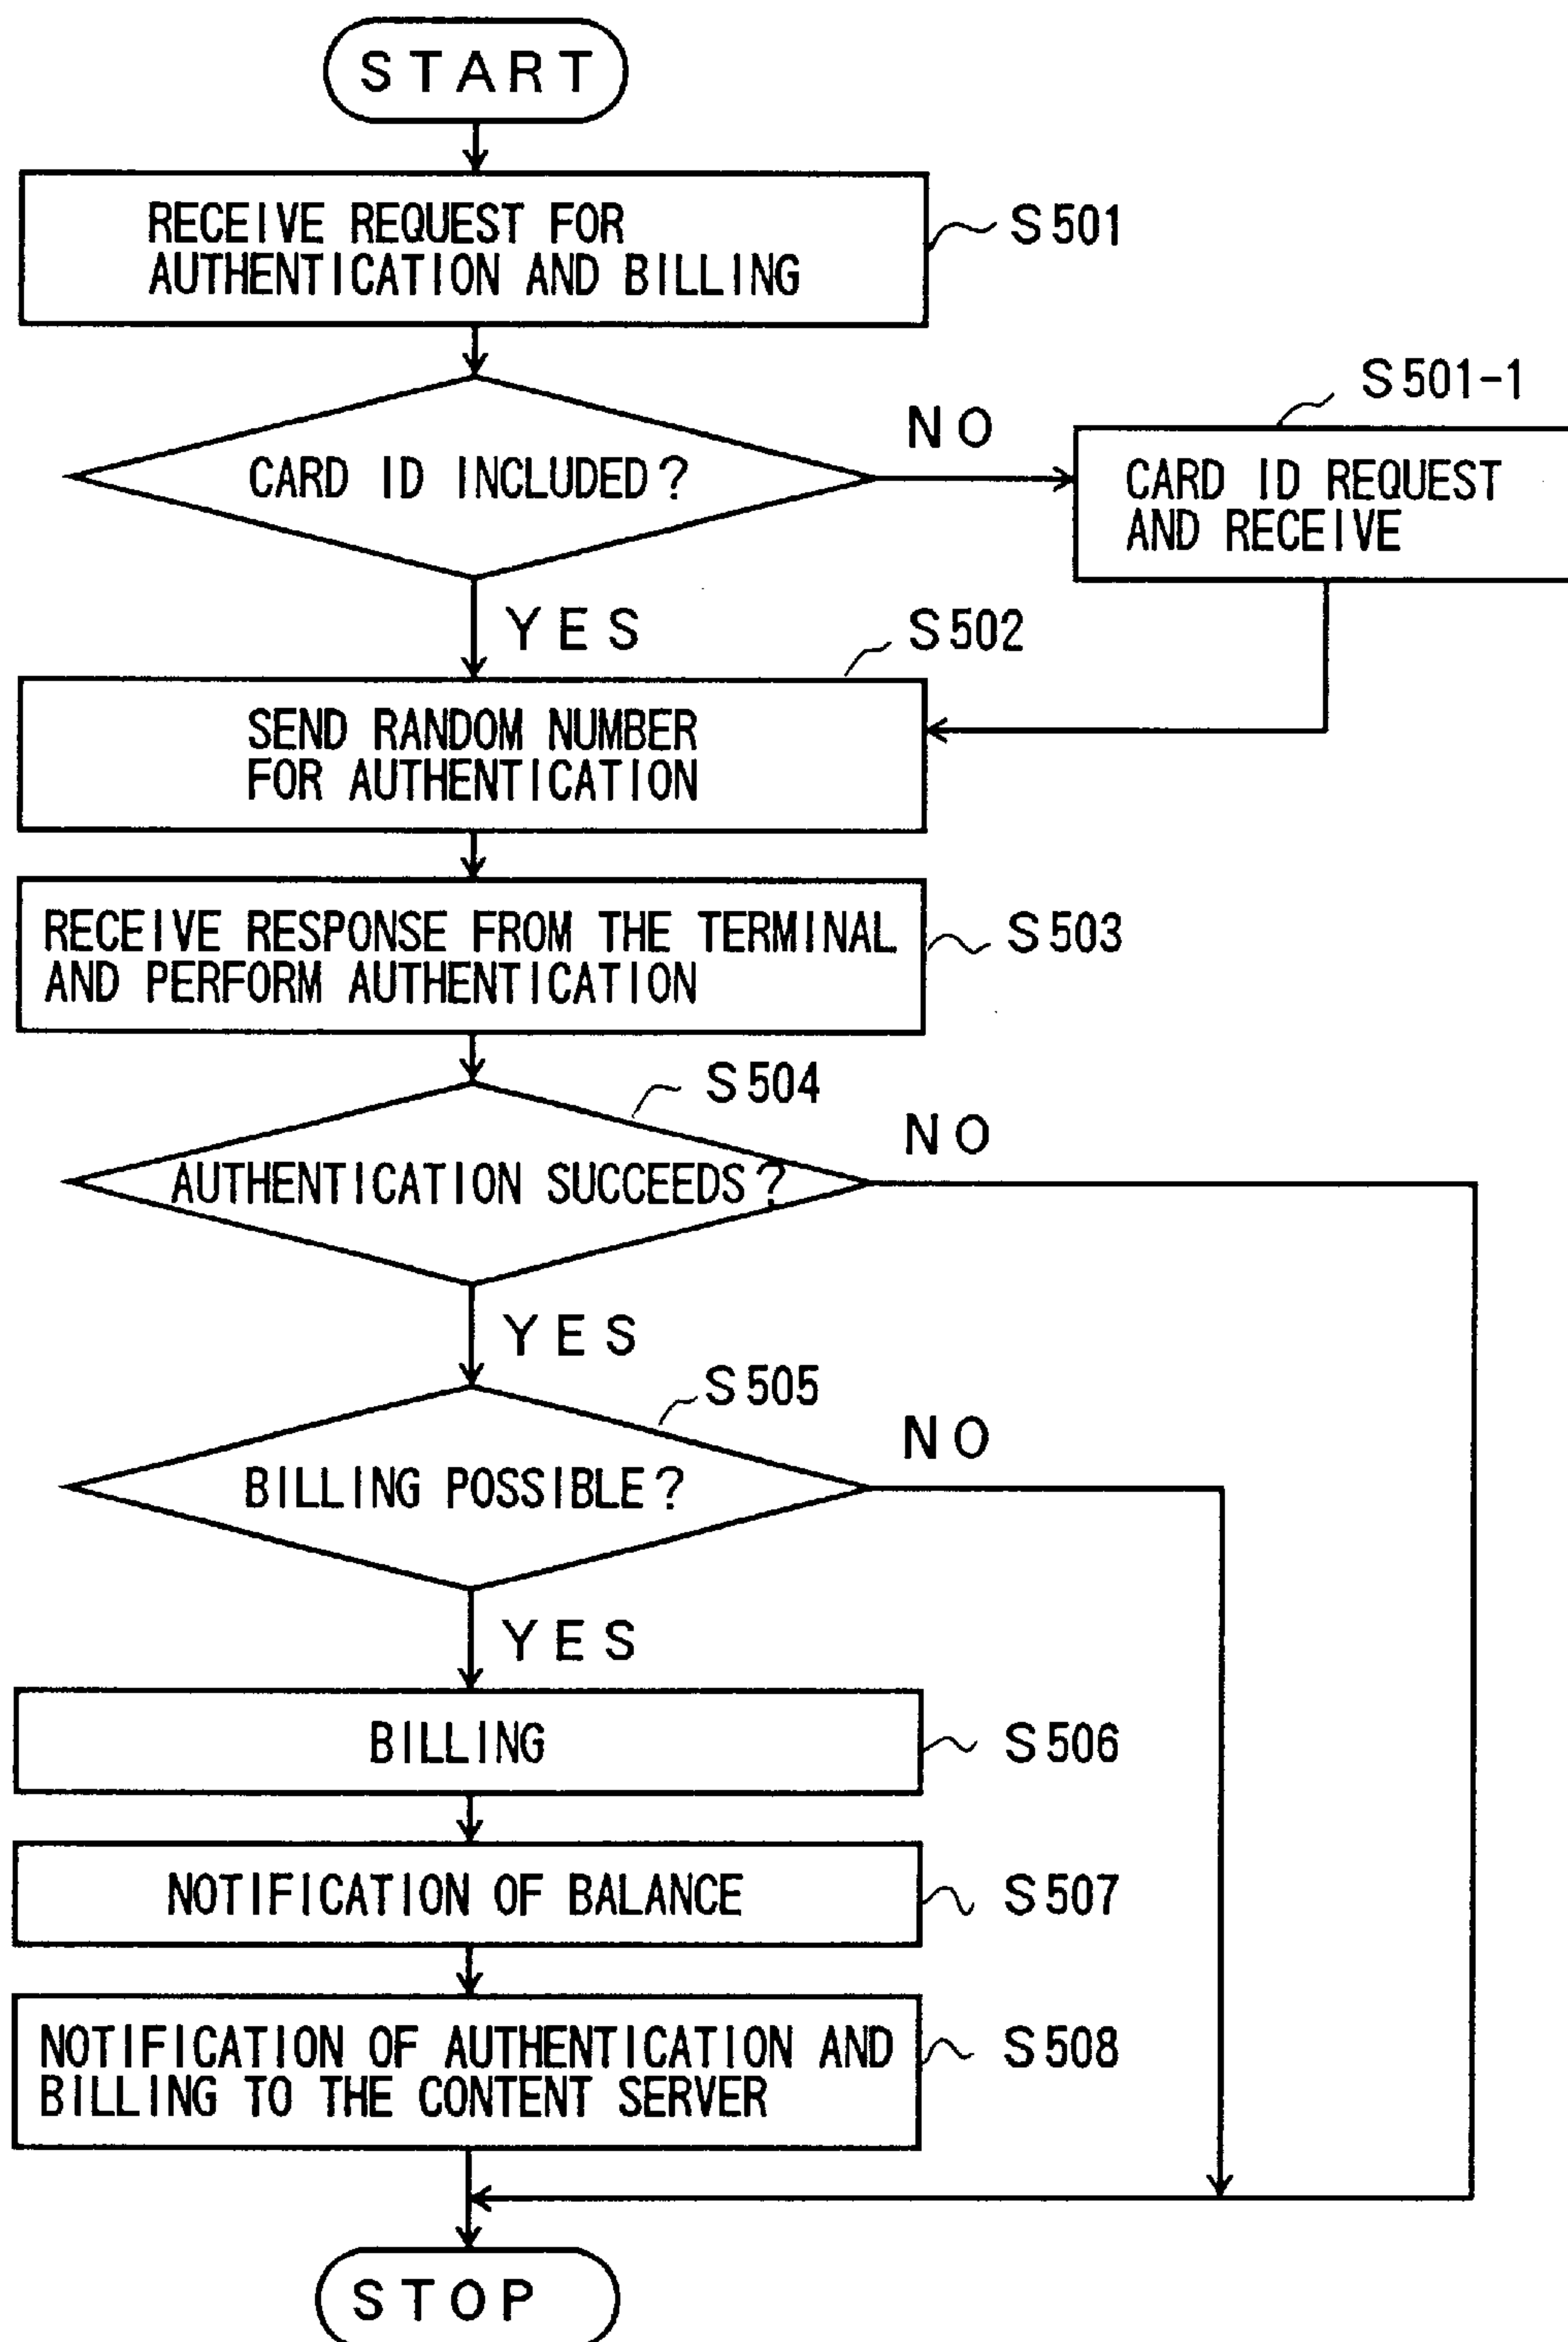 START
RECEIVE REQUEST FOR
AUTHENTICATION AND BILLING
S501
CARD ID INCLUDED?
NO
S501-1
CARD ID REQUEST
AND RECEIVE
YES
S502
SEND RANDOM NUMBER
FOR AUTHENTICATION
RECEIVE RESPONSE FROM THE TERMINAL
AND PERFORM AUTHENTICATION
S503
S504
AUTHENTICATION SUCCEEDS?
NO
YES
S505
BILLING POSSIBLE?
NO
YES
BILLING
S506
NOTIFICATION OF BALANCE
S507
NOTIFICATION OF AUTHENTICATION AND
BILLING TO THE CONTENT SERVER
S508
STOP